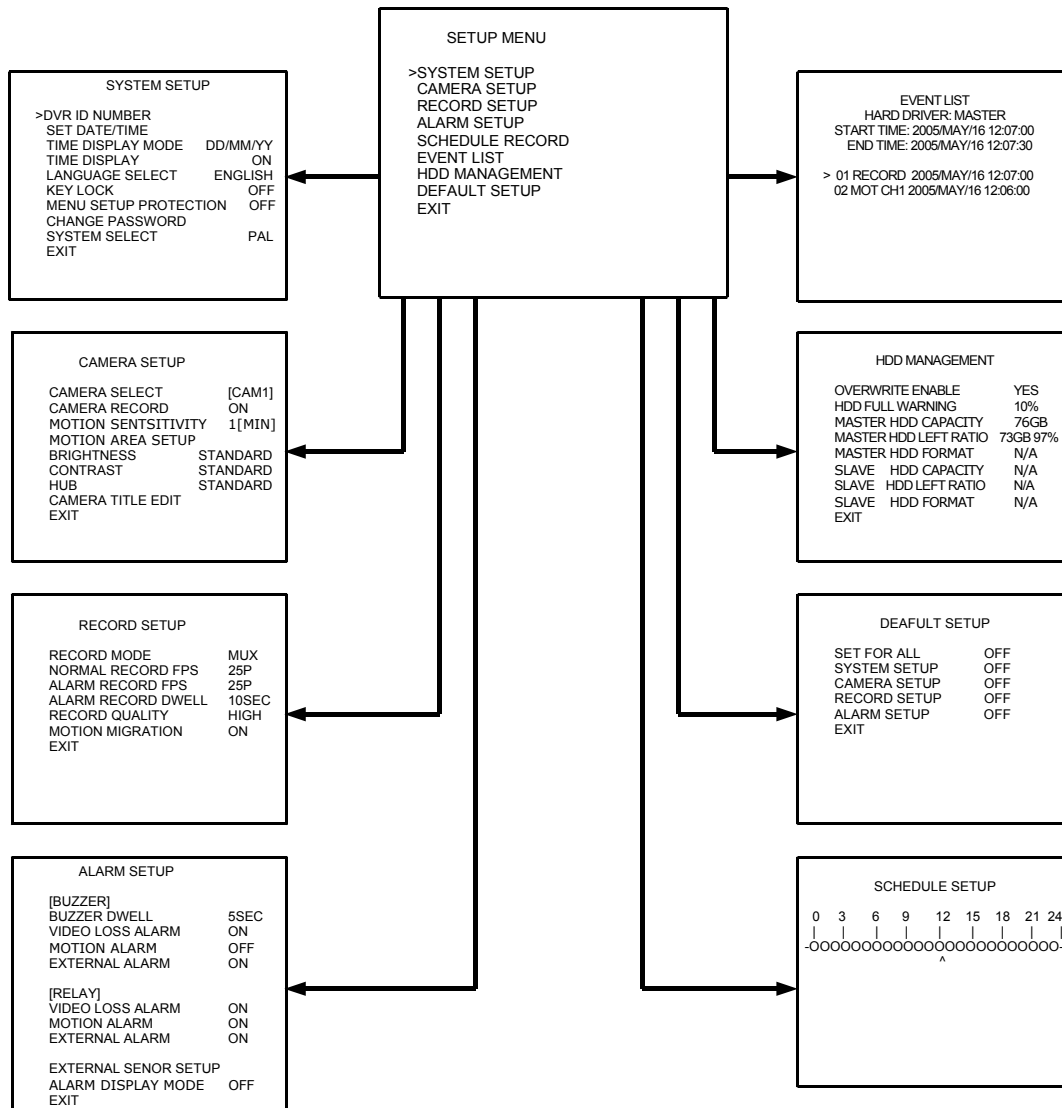 SETUP MENU
>SYSTEM SETUP
CAMERA SETUP
RECORD SETUP
ALARM SETUP
SCHEDULE RECORD
EVENT LIST
HDD MANAGEMENT
DEFAULT SETUP
EXIT
SYSTEM SETUP
>DVR ID NUMBER
SET DATE/TIME
TIME DISPLAY MODE DD/MM/YY
TIME DISPLAY ON
LANGUAGE SELECT ENGLISH
KEY LOCK OFF
MENU SETUP PROTECTION OFF
CHANGE PASSWORD
SYSTEM SELECT PAL
EXIT
CAMERA SETUP
CAMERA SELECT [CAM1]
CAMERA RECORD ON
MOTION SENTSITIVITY 1[MIN]
MOTION AREA SETUP
BRIGHTNESS STANDARD
CONTRAST STANDARD
HUB STANDARD
CAMERA TITLE EDIT
EXIT
RECORD SETUP
RECORD MODE MUX
NORMAL RECORD FPS 25P
ALARM RECORD FPS 25P
ALARM RECORD DWELL 10SEC
RECORD QUALITY HIGH
MOTION MIGRATION ON
EXIT
ALARM SETUP
[BUZZER]
BUZZER DWELL 5SEC
VIDEO LOSS ALARM ON
MOTION ALARM OFF
EXTERNAL ALARM ON
[RELAY]
VIDEO LOSS ALARM ON
MOTION ALARM ON
EXTERNAL ALARM ON
EXTERNAL SENOR SETUP
ALARM DISPLAY MODE OFF
EXIT
EVENT LIST
HARD DRIVER: MASTER
START TIME: 2005/MAY/16 12:07:00
END TIME: 2005/MAY/16 12:07:30
> 01 RECORD 2005/MAY/16 12:07:00
02 MOT CH1 2005/MAY/16 12:06:00
HDD MANAGEMENT
OVERWRITE ENABLE YES
HDD FULL WARNING 10%
MASTER HDD CAPACITY 76GB
MASTER HDD LEFT RATIO 73GB 97%
MASTER HDD FORMAT N/A
SLAVE HDD CAPACITY N/A
SLAVE HDD LEFT RATIO N/A
SLAVE HDD FORMAT N/A
EXIT
DEAFULT SETUP
SET FOR ALL OFF
SYSTEM SETUP OFF
CAMERA SETUP OFF
RECORD SETUP OFF
ALARM SETUP OFF
EXIT
SCHEDULE SETUP
0 3 6 9 12 15 18 21 24
| | | | | | | | |
-OOOOOOOOOOOOOOOOOOOOOOOO-
^